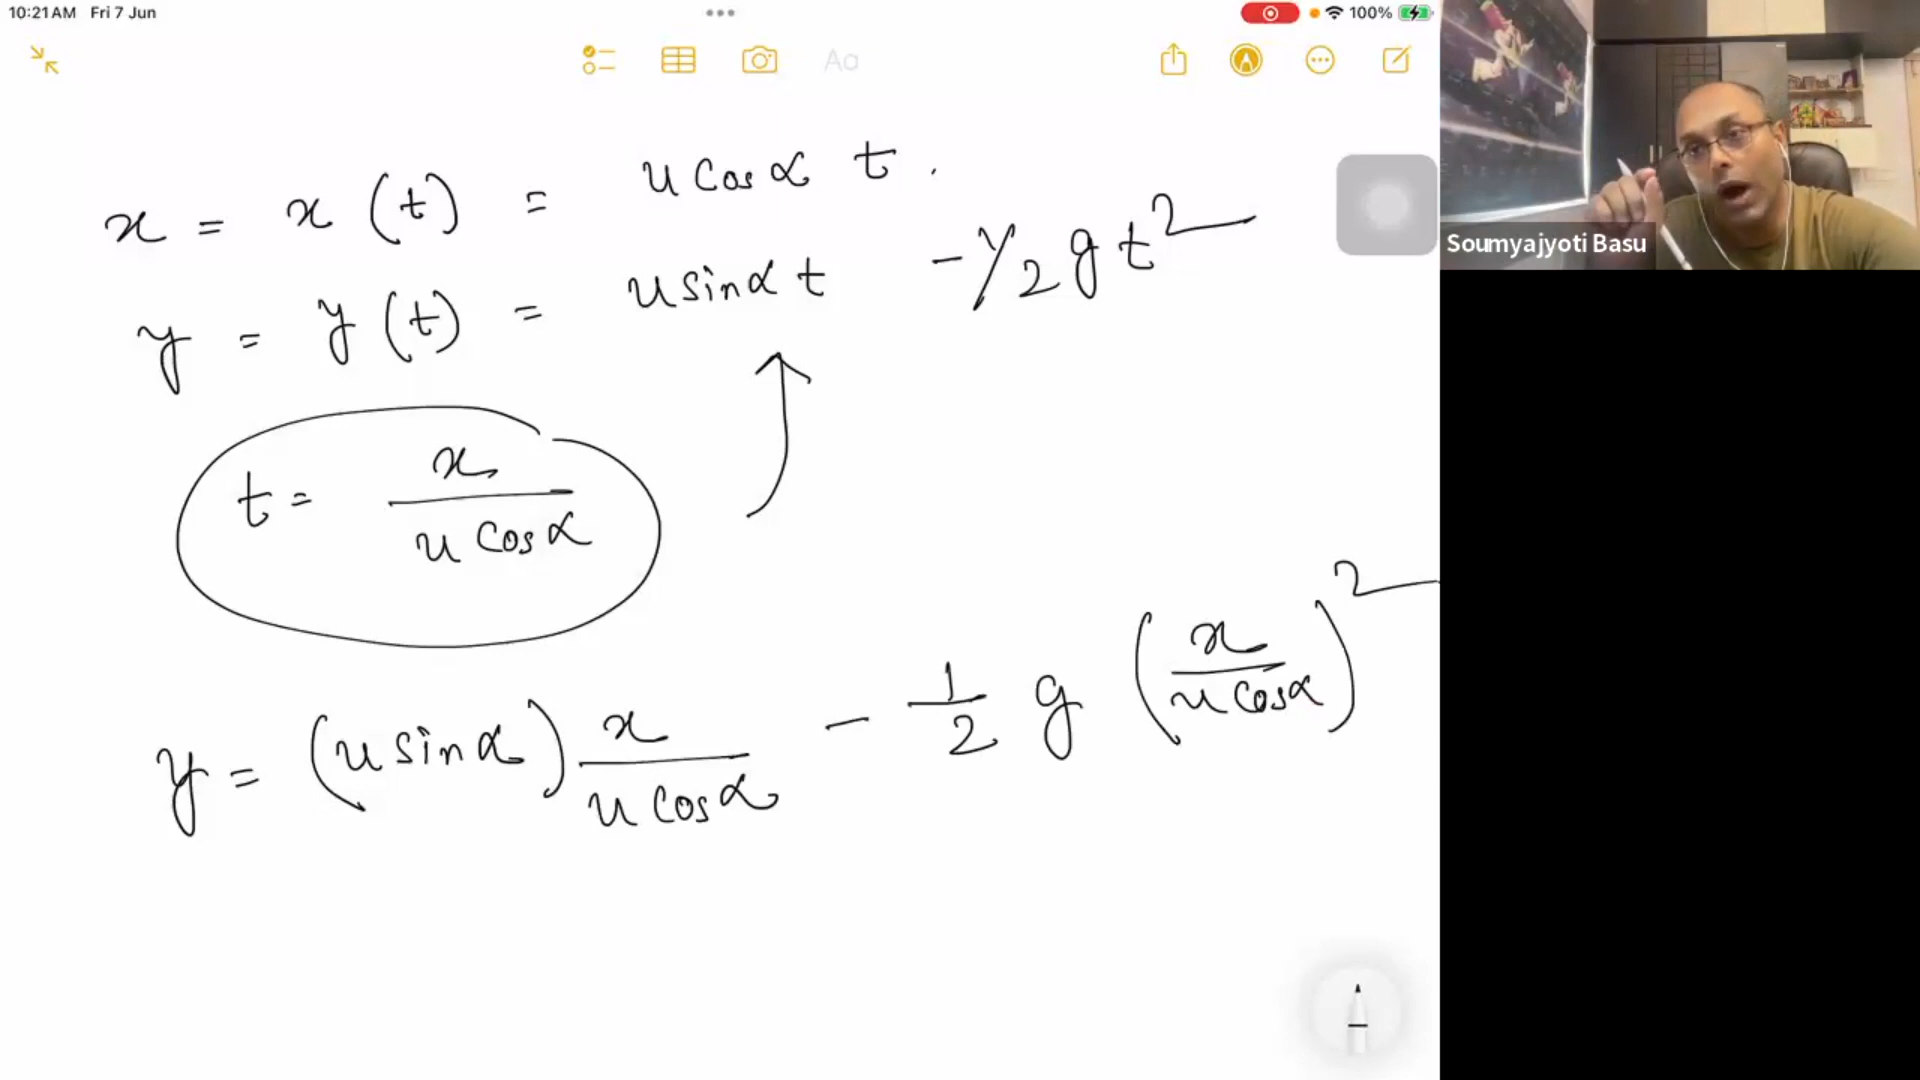 10:21 AM Fri 7 Jun
100%
Aa
x = x (t) = u cos α t .
y = y (t) = u sin α t - 1/2 g t²
t = x / u cos α
y = (u sin α) x / u cos α - 1/2 g (x / u cos α)²
Soumyajyoti Basu